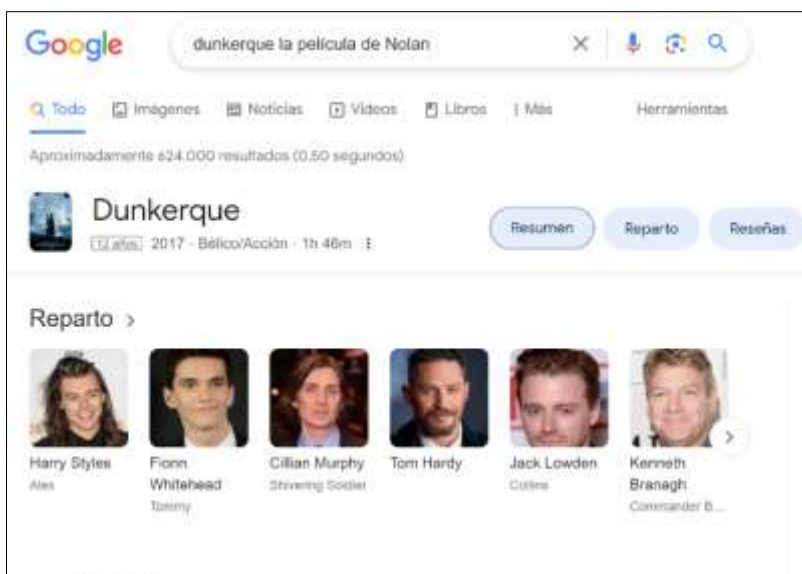 Google
dunkerque la película de Nolan
Todo Imágenes Noticias Vídeos Libros Más Herramientas
Aproximadamente 624.000 resultados (0,50 segundos)
Dunkerque
12 años 2017 · Bélico/Acción · 1h 46m
Resumen Reparto Reseñas
Reparto >
Harry Styles
Alex
Fionn
Whitehead
Tommy
Cillian Murphy
Shivering Soldier
Tom Hardy
Jack Lowden
Collins
Kenneth
Branagh
Commander B...